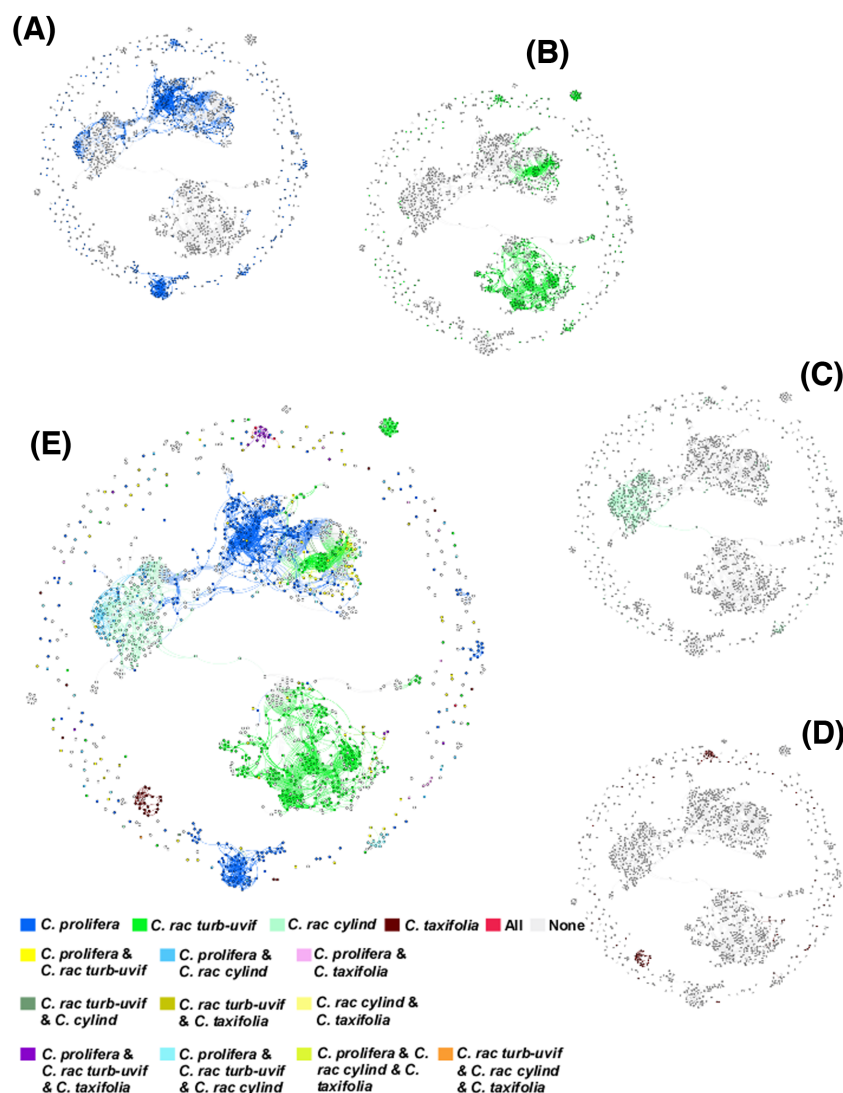 (A)
(B)
(C)
(E)
(D)
C. prolifera C. rac turb-uvif C. rac cylind C. taxifolia All None
C. prolifera & C. rac turb-uvif
C. prolifera & C. rac cylind
C. prolifera & C. taxifolia
C. rac turb-uvif & C. cylind
C. rac turb-uvif & C. taxifolia
C. rac cylind & C. taxifolia
C. prolifera & C. rac turb-uvif & C. taxifolia
C. prolifera & C. rac turb-uvif & C. rac cylind
C. prolifera & C. rac cylind & C. taxifolia
C. rac turb-uvif & C. rac cylind & C. taxifolia